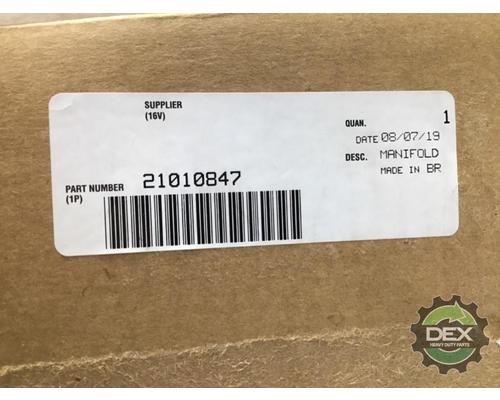 SUPPLIER
(16V)
QUAN. 1
DATE 08/07/19
DESC. MANIFOLD
MADE IN BR
PART NUMBER 21010847
(1P)
DEX
HEAVY DUTY PARTS